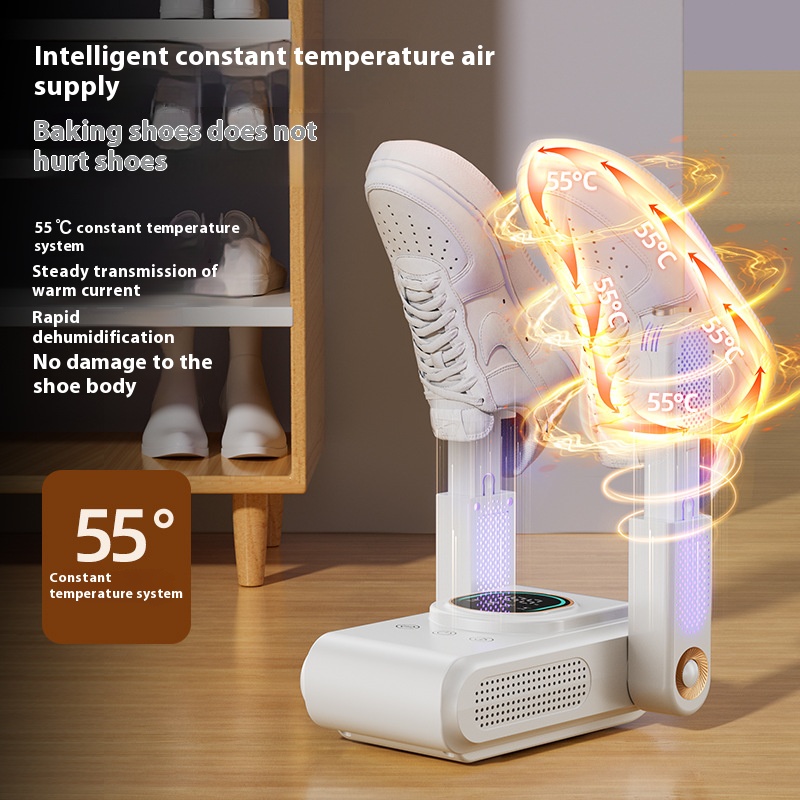 Intelligent constant temperature air
supply
Baking shoes does not
hurt shoes
55 ℃ constant temperature
system
Steady transmission of
warm current
Rapid
dehumidification
No damage to the
shoe body
55°
Constant
temperature system
55°C
55°C
55°C
55°C
55°C